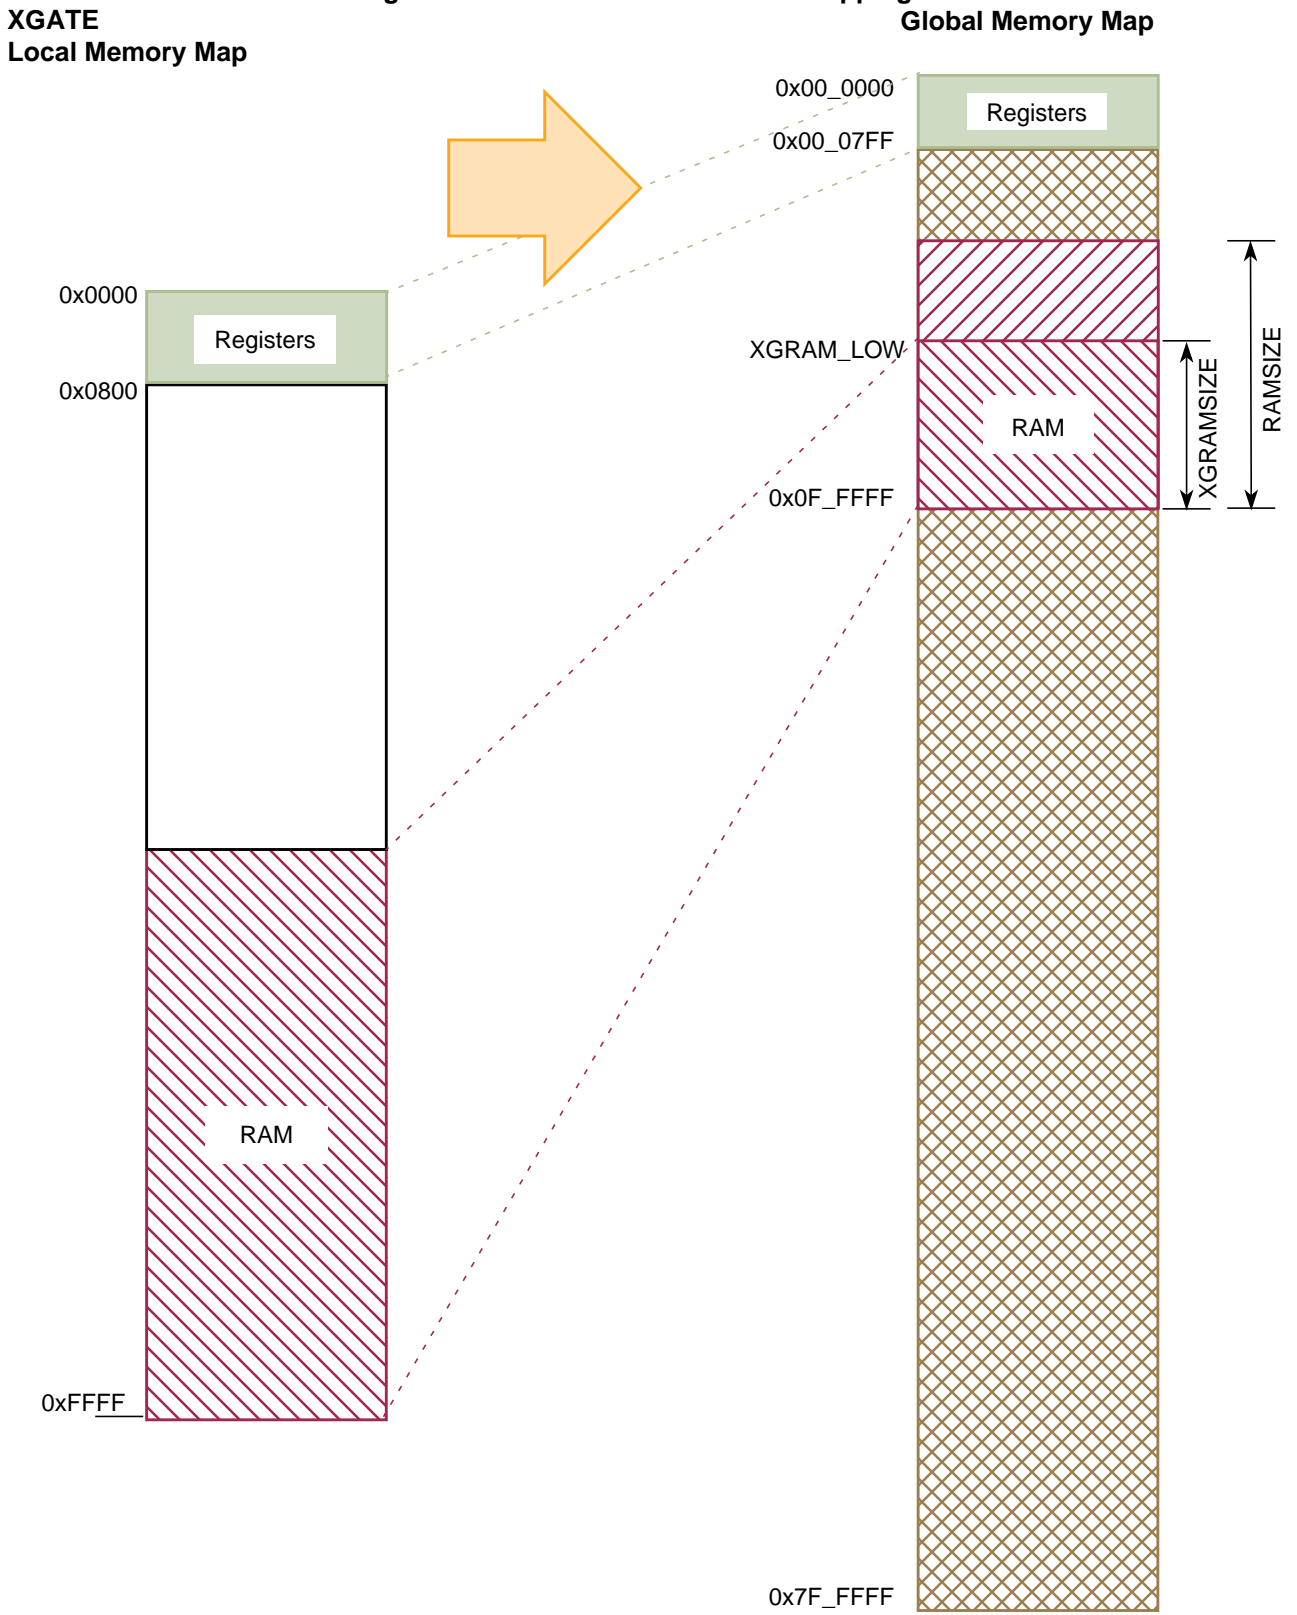 XGATE
Local Memory Map
Global Memory Map
0x00_0000
Registers
0x00_07FF
0x0000
Registers
0x0800
XGRAM_LOW
RAM
XGRAMSIZE
RAMSIZE
0x0F_FFFF
RAM
0xFFFF
0x7F_FFFF